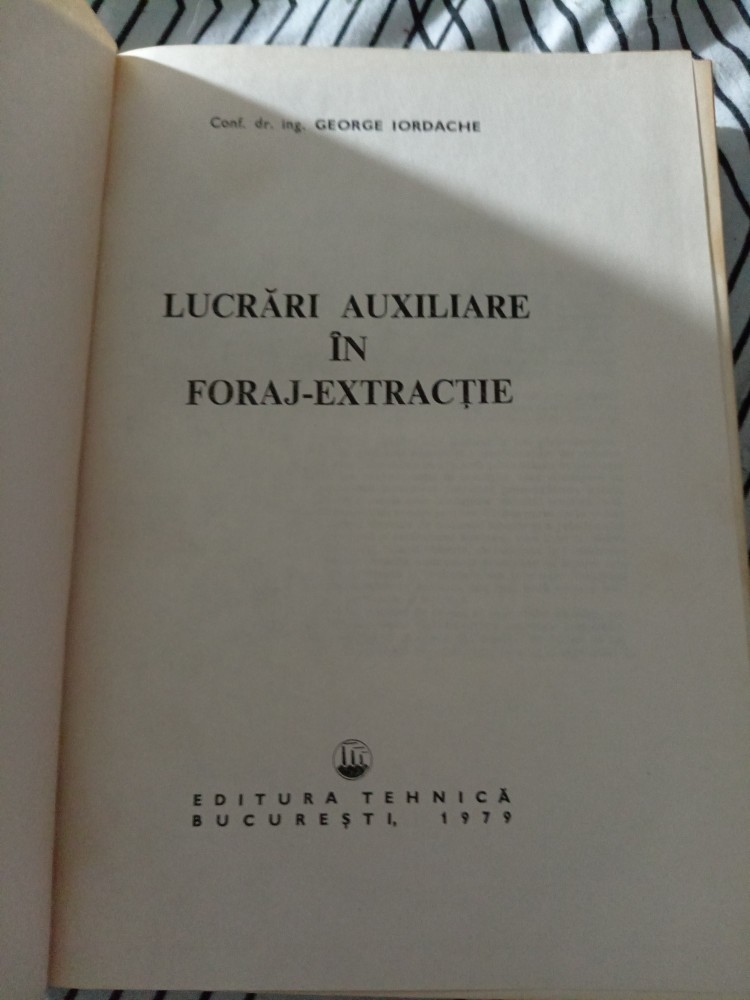 Conf. dr. ing. GEORGE IORDACHE
LUCRĂRI AUXILIARE
ÎN
FORAJ-EXTRACȚIE
EDITURA TEHNICĂ
BUCUREȘTI, 1979